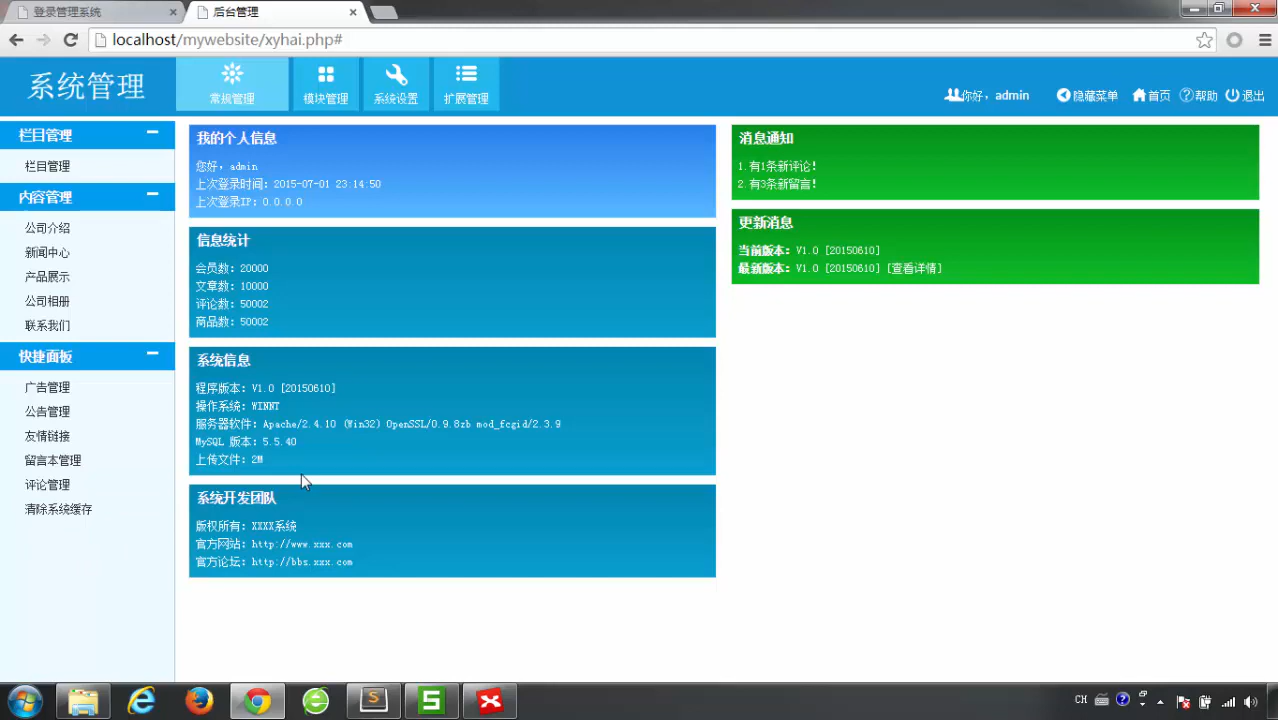 登录管理系统
后台管理
localhost/mywebsite/xyhai.php#
系统管理
常规管理
模块管理
系统设置
扩展管理
你好，admin
隐藏菜单
首页
帮助
退出
栏目管理
栏目管理
内容管理
公司介绍
新闻中心
产品展示
公司相册
联系我们
快捷面板
广告管理
公告管理
友情链接
留言本管理
评论管理
清除系统缓存
我的个人信息
您好，admin
上次登录时间：2015-07-01 23:14:50
上次登录IP：0.0.0.0
信息统计
会员数：20000
文章数：10000
评论数：50002
商品数：50002
系统信息
程序版本：V1.0 [20150610]
操作系统：WINNT
服务器软件：Apache/2.4.10 (Win32) OpenSSL/0.9.8zb mod_fcgid/2.3.9
MySQL 版本：5.5.40
上传文件：2M
系统开发团队
版权所有：XXXX系统
官方网站：http://www.xxx.com
官方论坛：http://bbs.xxx.com
消息通知
1.有1条新评论!
2.有3条新留言!
更新消息
当前版本：V1.0 [20150610]
最新版本：V1.0 [20150610] [查看详情]
CH